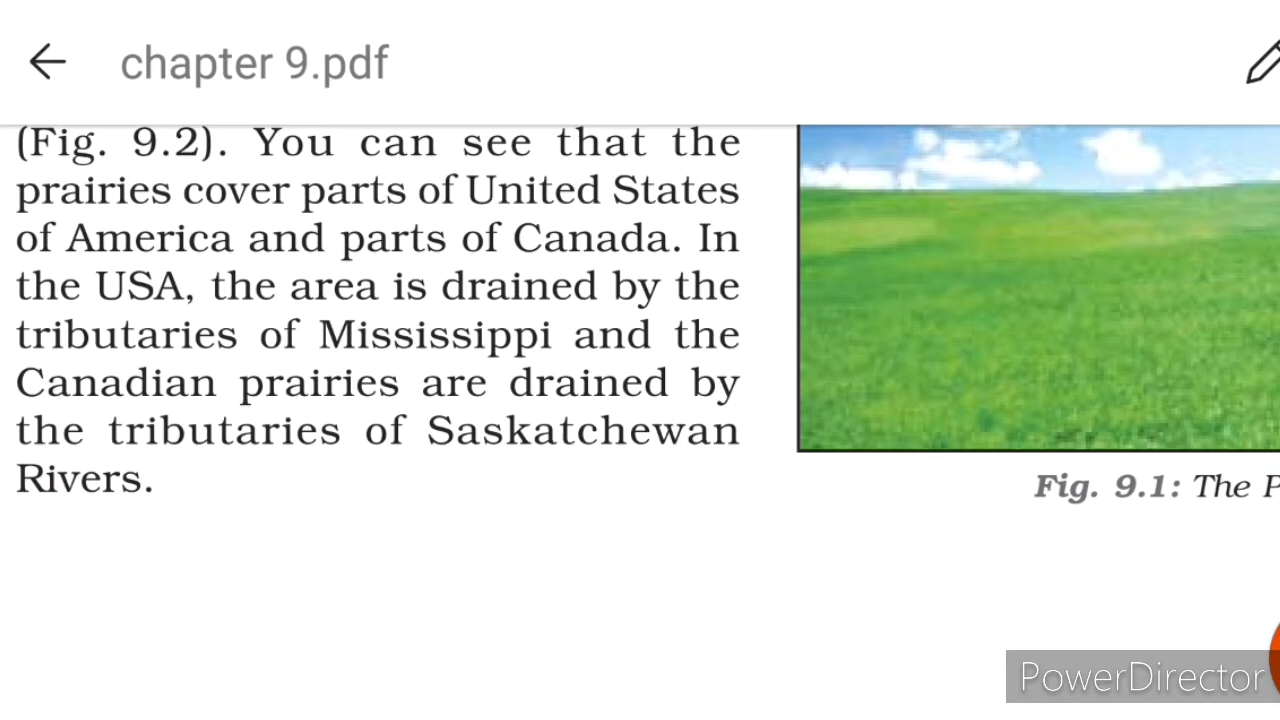 chapter 9.pdf
(Fig. 9.2). You can see that the
prairies cover parts of United States
of America and parts of Canada. In
the USA, the area is drained by the
tributaries of Mississippi and the
Canadian prairies are drained by
the tributaries of Saskatchewan
Rivers.
Fig. 9.1: The P
PowerDirector